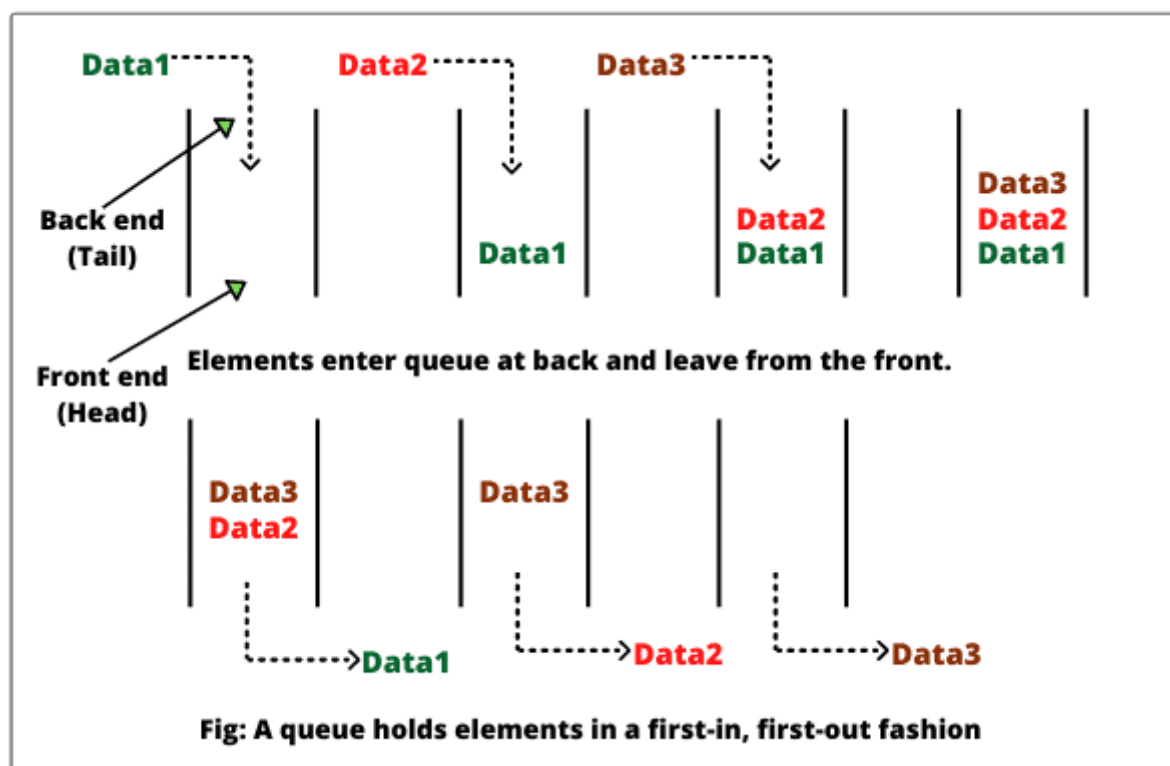 Data1
Data2
Data3
Back end
(Tail)
Data1
Data2
Data1
Data3
Data2
Data1
Front end
(Head)
Elements enter queue at back and leave from the front.
Data3
Data2
Data3
Data1
Data2
Data3
Fig: A queue holds elements in a first-in, first-out fashion